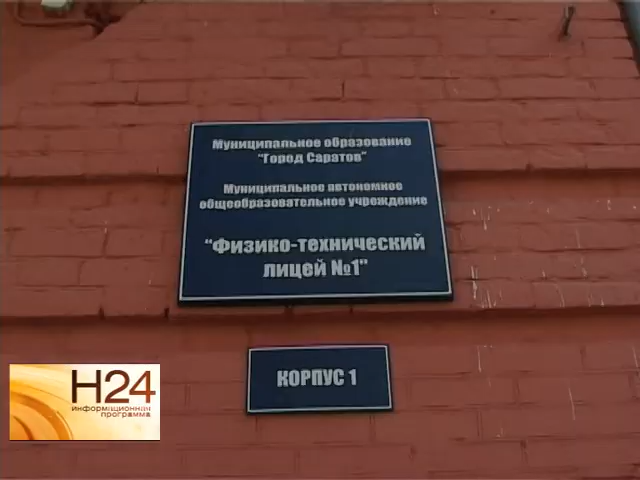 Муниципальное образование
"Город Саратов"
Муниципальное автономное
общеобразовательное учреждение
"Физико-технический
лицей №1"
КОРПУС 1
Н24
информационная
программа